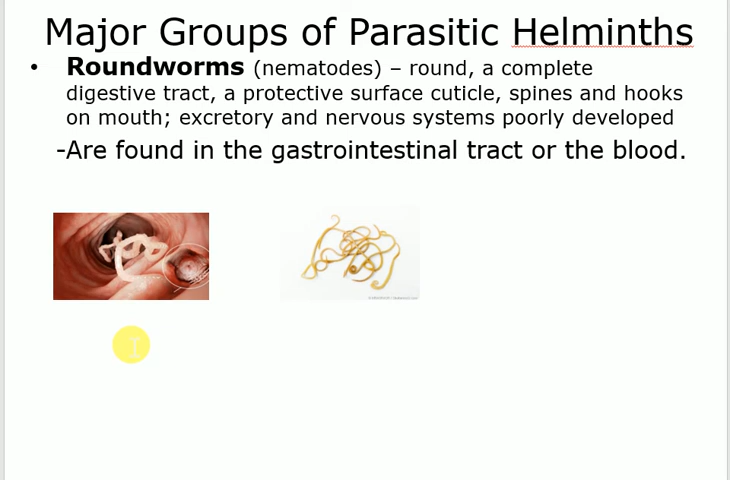 Major Groups of Parasitic Helminths
• Roundworms (nematodes) – round, a complete
digestive tract, a protective surface cuticle, spines and hooks
on mouth; excretory and nervous systems poorly developed
-Are found in the gastrointestinal tract or the blood.